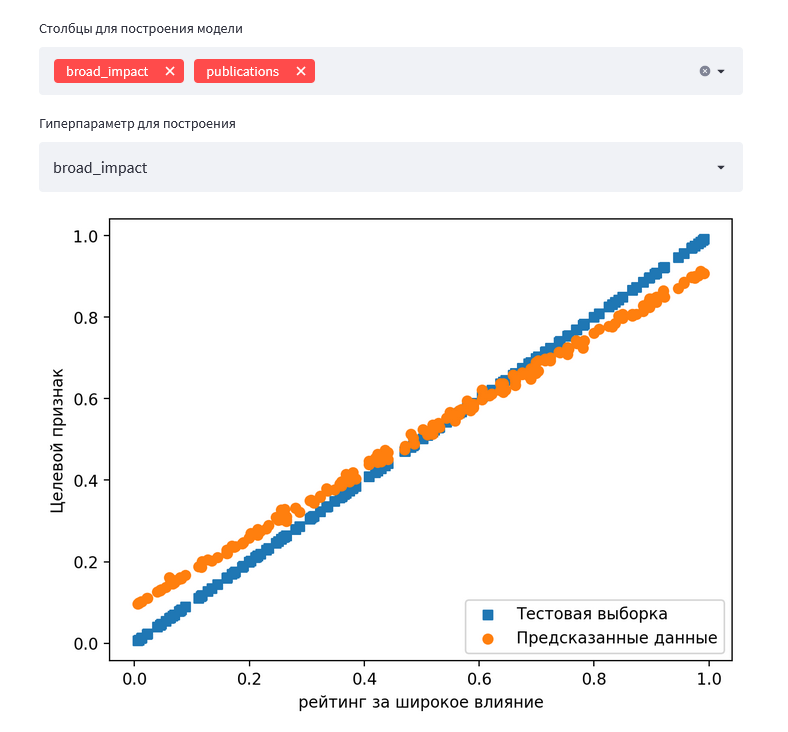 Столбцы для построения модели
broad_impact
publications
Гиперпараметр для построения
broad_impact
1.0
0.8
0.6
0.4
0.2
0.0
Целевой признак
Тестовая выборка
Предсказанные данные
0.0 0.2 0.4 0.6 0.8 1.0
рейтинг за широкое влияние